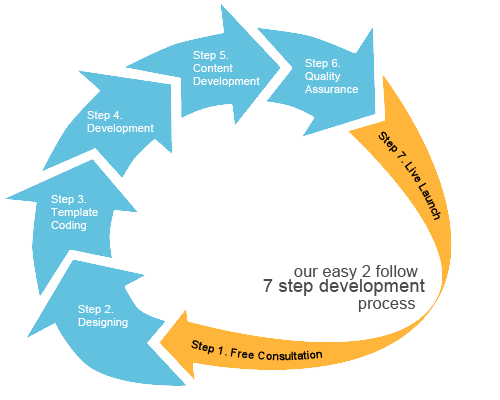 Step 1. Free Consultation
Step 2.
Designing
Step 3.
Template
Coding
Step 4.
Development
Step 5.
Content
Development
Step 6.
Quality
Assurance
Step 7. Live Launch
our easy 2 follow
7 step development
process